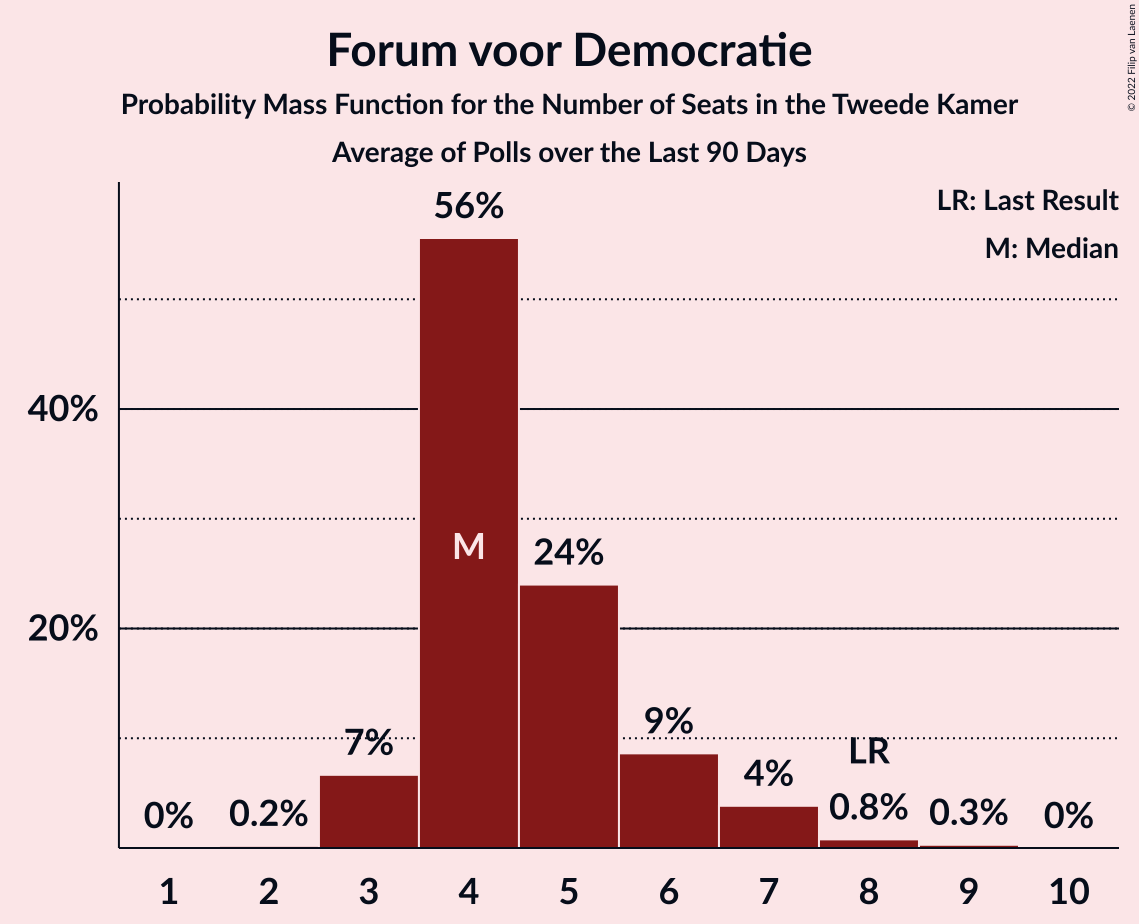 Forum voor Democratie
Probability Mass Function for the Number of Seats in the Tweede Kamer
Average of Polls over the Last 90 Days
© 2022 Filip van Laenen
LR: Last Result
M: Median
56%
40%
M
24%
20%
9%
7%
LR
4%
0.8%
0.3%
0.2%
0%
0%
1 2 3 4 5 6 7 8 9 10